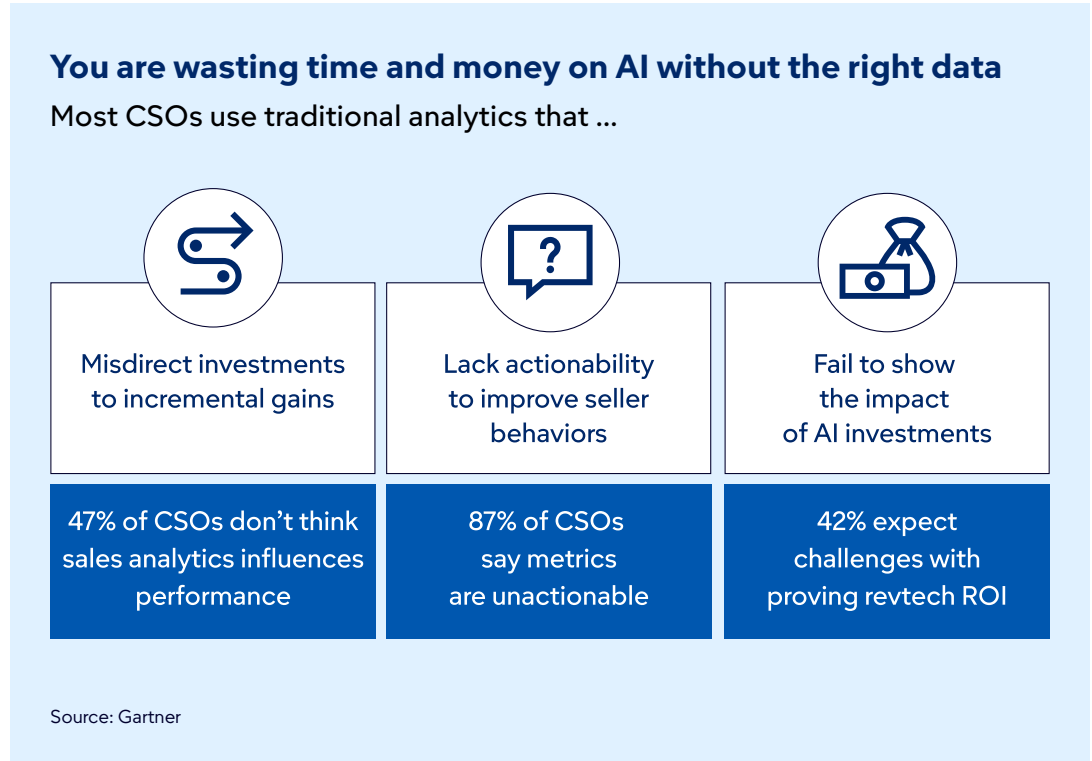 You are wasting time and money on AI without the right data
Most CSOs use traditional analytics that ...
?
Misdirect investments
to incremental gains
Lack actionability
to improve seller
behaviors
Fail to show
the impact
of AI investments
47% of CSOs don’t think
sales analytics influences
performance
87% of CSOs
say metrics
are unactionable
42% expect
challenges with
proving revtech ROI
Source: Gartner